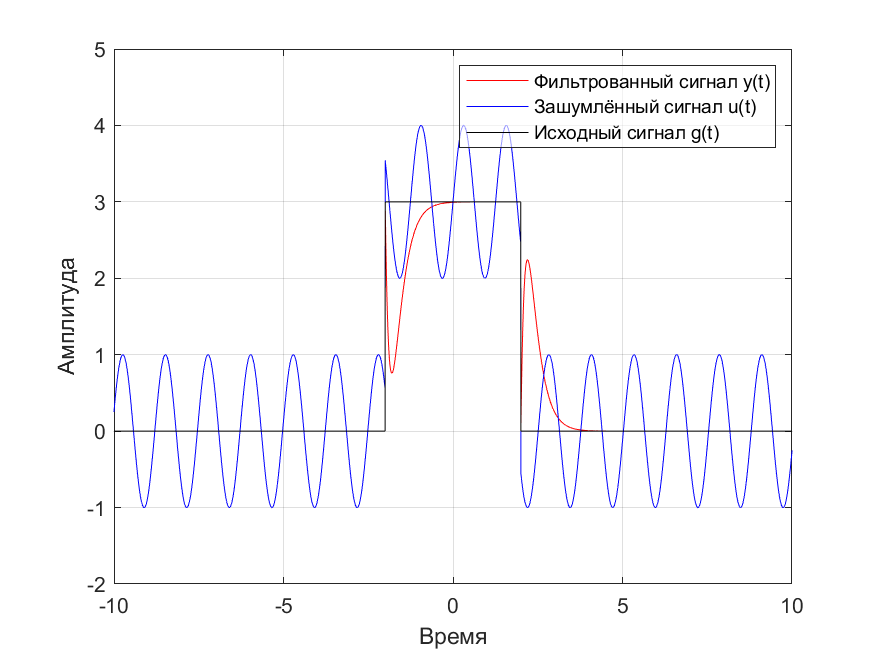 5
4
3
2
1
0
-1
-2
-10
-5
0
5
10
Амплитуда
Время
Фильтрованный сигнал y(t)
Зашумлённый сигнал u(t)
Исходный сигнал g(t)